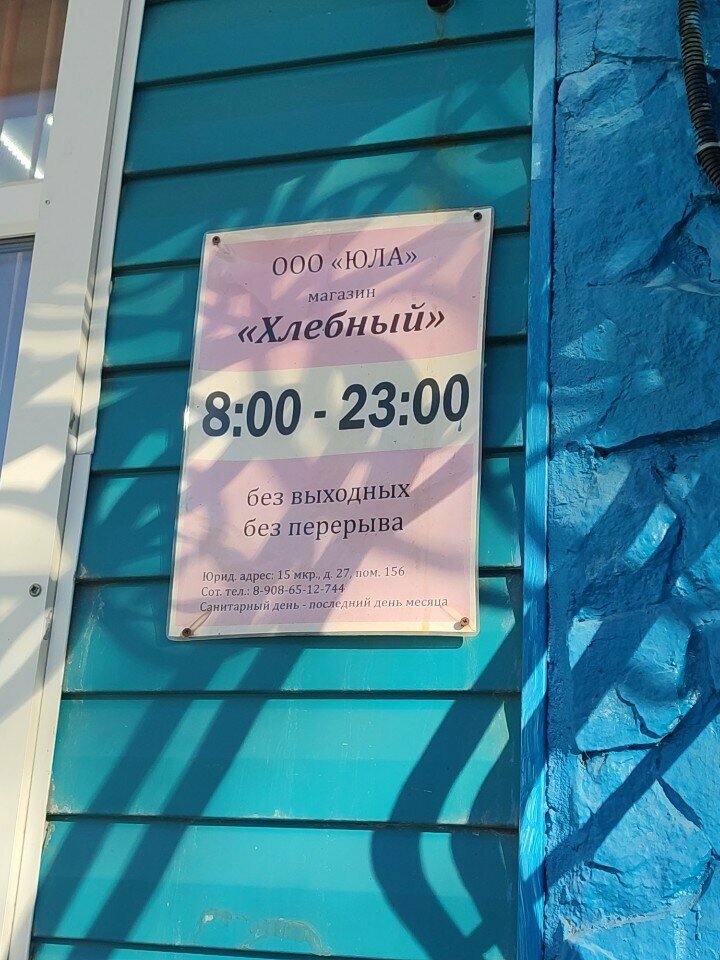 ООО «ЮЛА»
магазин
«Хлебный»
8:00 - 23:00
без выходных
без перерыва
Юрид. адрес: 15 мкр., д. 27, пом. 156
Сот. тел.: 8-908-65-12-744
Санитарный день - последний день месяца